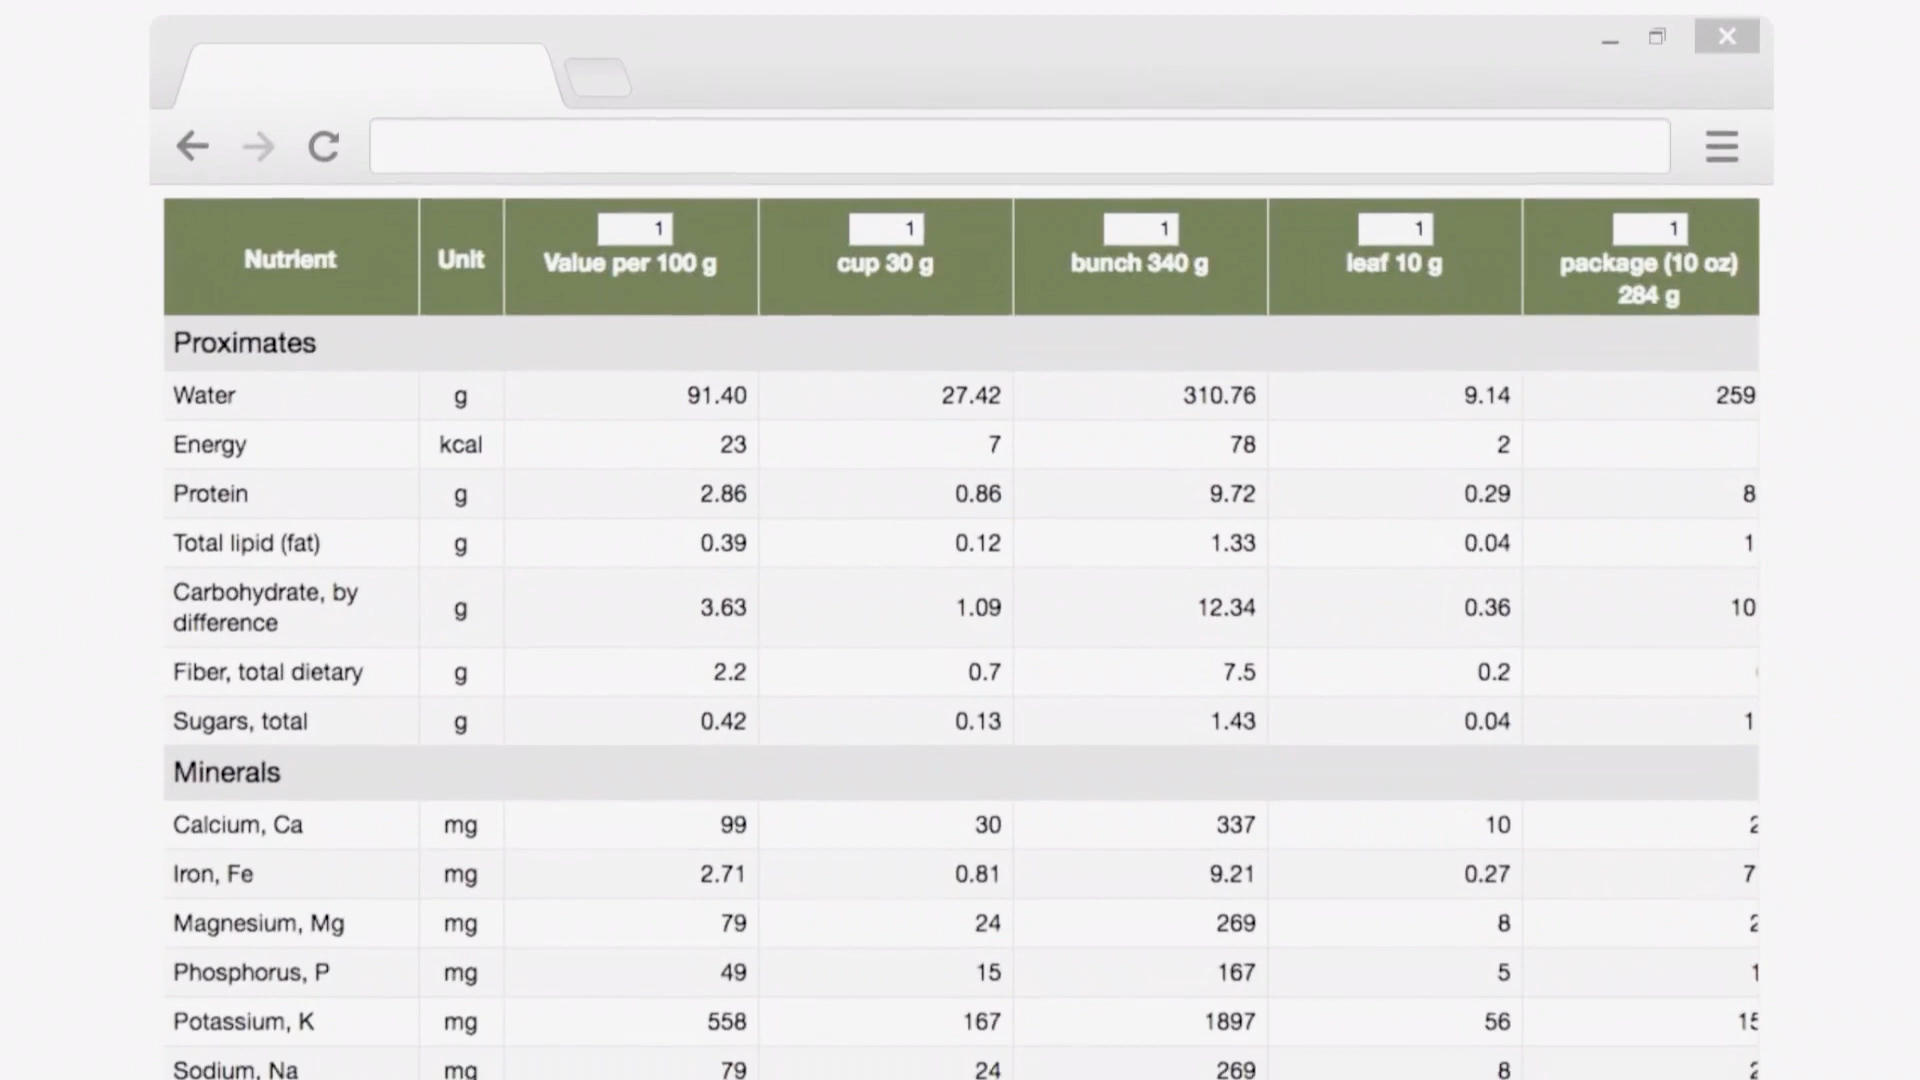 1 1 1 1 1
Nutrient Unit Value per 100 g cup 30 g bunch 340 g leaf 10 g package (10 oz)
284 g
Proximates
Water g 91.40 27.42 310.76 9.14 259
Energy kcal 23 7 78 2
Protein g 2.86 0.86 9.72 0.29 8
Total lipid (fat) g 0.39 0.12 1.33 0.04 1
Carbohydrate, by
difference g 3.63 1.09 12.34 0.36 10
Fiber, total dietary g 2.2 0.7 7.5 0.2
Sugars, total g 0.42 0.13 1.43 0.04 1
Minerals
Calcium, Ca mg 99 30 337 10 2
Iron, Fe mg 2.71 0.81 9.21 0.27 7
Magnesium, Mg mg 79 24 269 8 2
Phosphorus, P mg 49 15 167 5 1
Potassium, K mg 558 167 1897 56 15
Sodium, Na mg 79 24 269 8 2